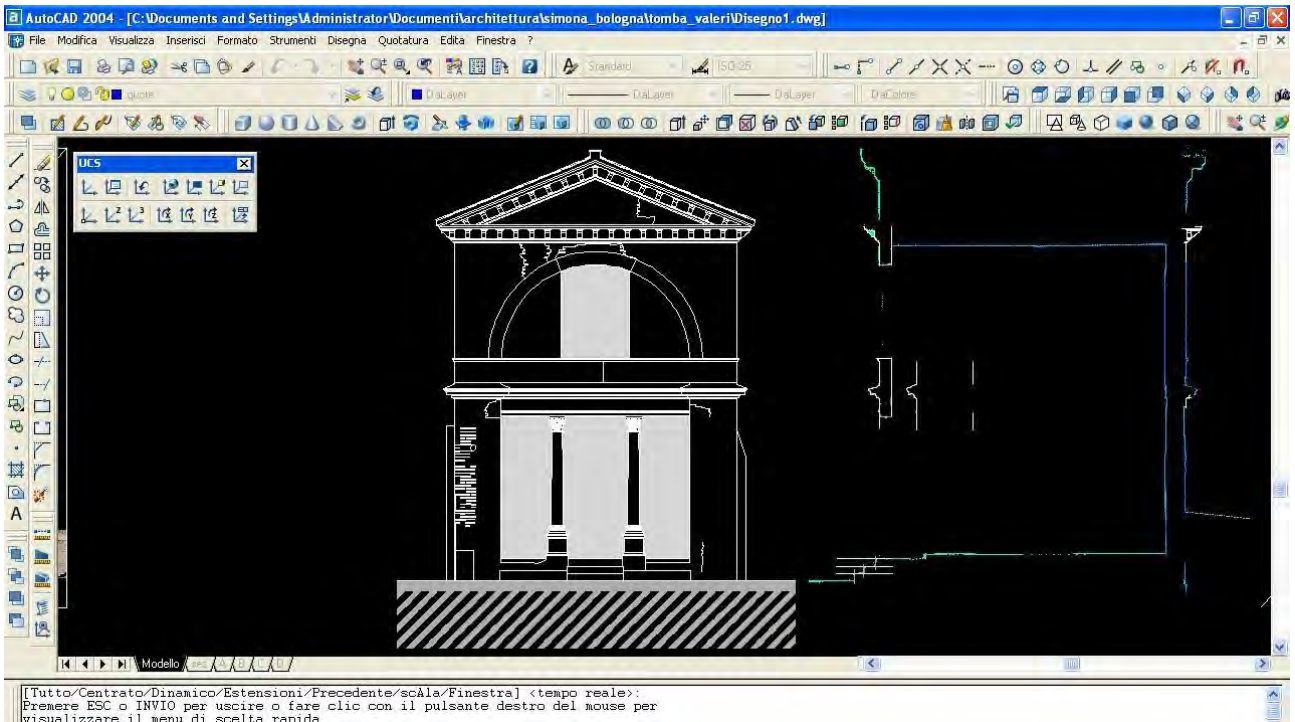 AutoCAD 2004 - [C:\Documents and Settings\Administrator\Documenti\architettura\simona_bologna\tomba_valeri\Disegno1.dwg]
File Modifica Visualizza Inserisci Formato Strumenti Disegna Quotatura Edita Finestra ?
Standard ISO-25
quote DaLayer DaLayer DaLayer DaColore
UCS
Modello A B C D
[Tutto/Centrato/Dinamico/Estensioni/Precedente/scAla/Finestra] <tempo reale>:
Premere ESC o INVIO per uscire o fare clic con il pulsante destro del mouse per
visualizzare il menu di scelta rapida